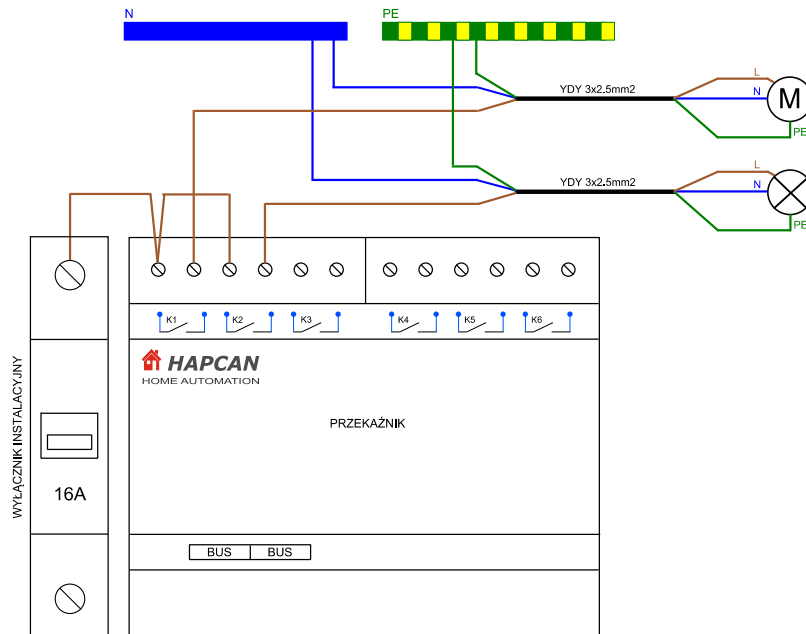 N
PE
YDY 3x2.5mm2
L
N
PE
M
YDY 3x2.5mm2
L
N
PE
K1
K2
K3
K4
K5
K6
HAPCAN
HOME AUTOMATION
PRZEKAŹNIK
WYŁĄCZNIK INSTALACYJNY
16A
BUS
BUS